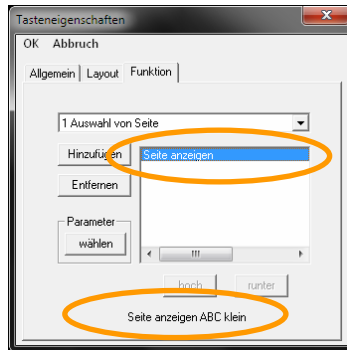 Tasteneigenschaften
OK Abbruch
Allgemein Layout Funktion
1 Auswahl von Seite
Hinzufügen
Seite anzeigen
Entfernen
Parameter
wählen
hoch runter
Seite anzeigen ABC klein